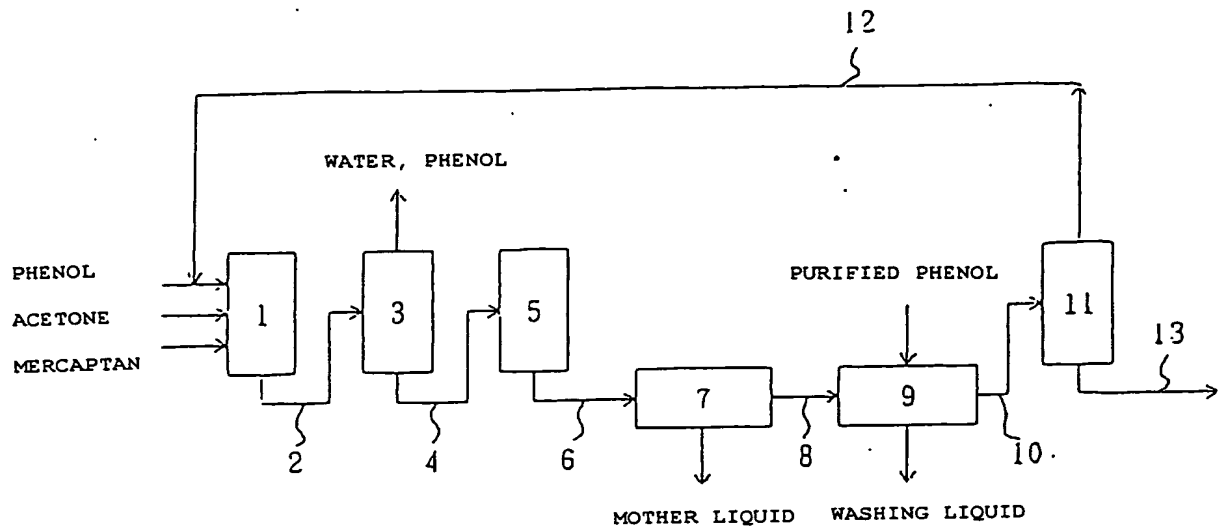 12
WATER, PHENOL
PHENOL
PURIFIED PHENOL
ACETONE
MERCAPTAN
1
3
5
11
13
7
9
2
4
6
8
10
MOTHER LIQUID
WASHING LIQUID